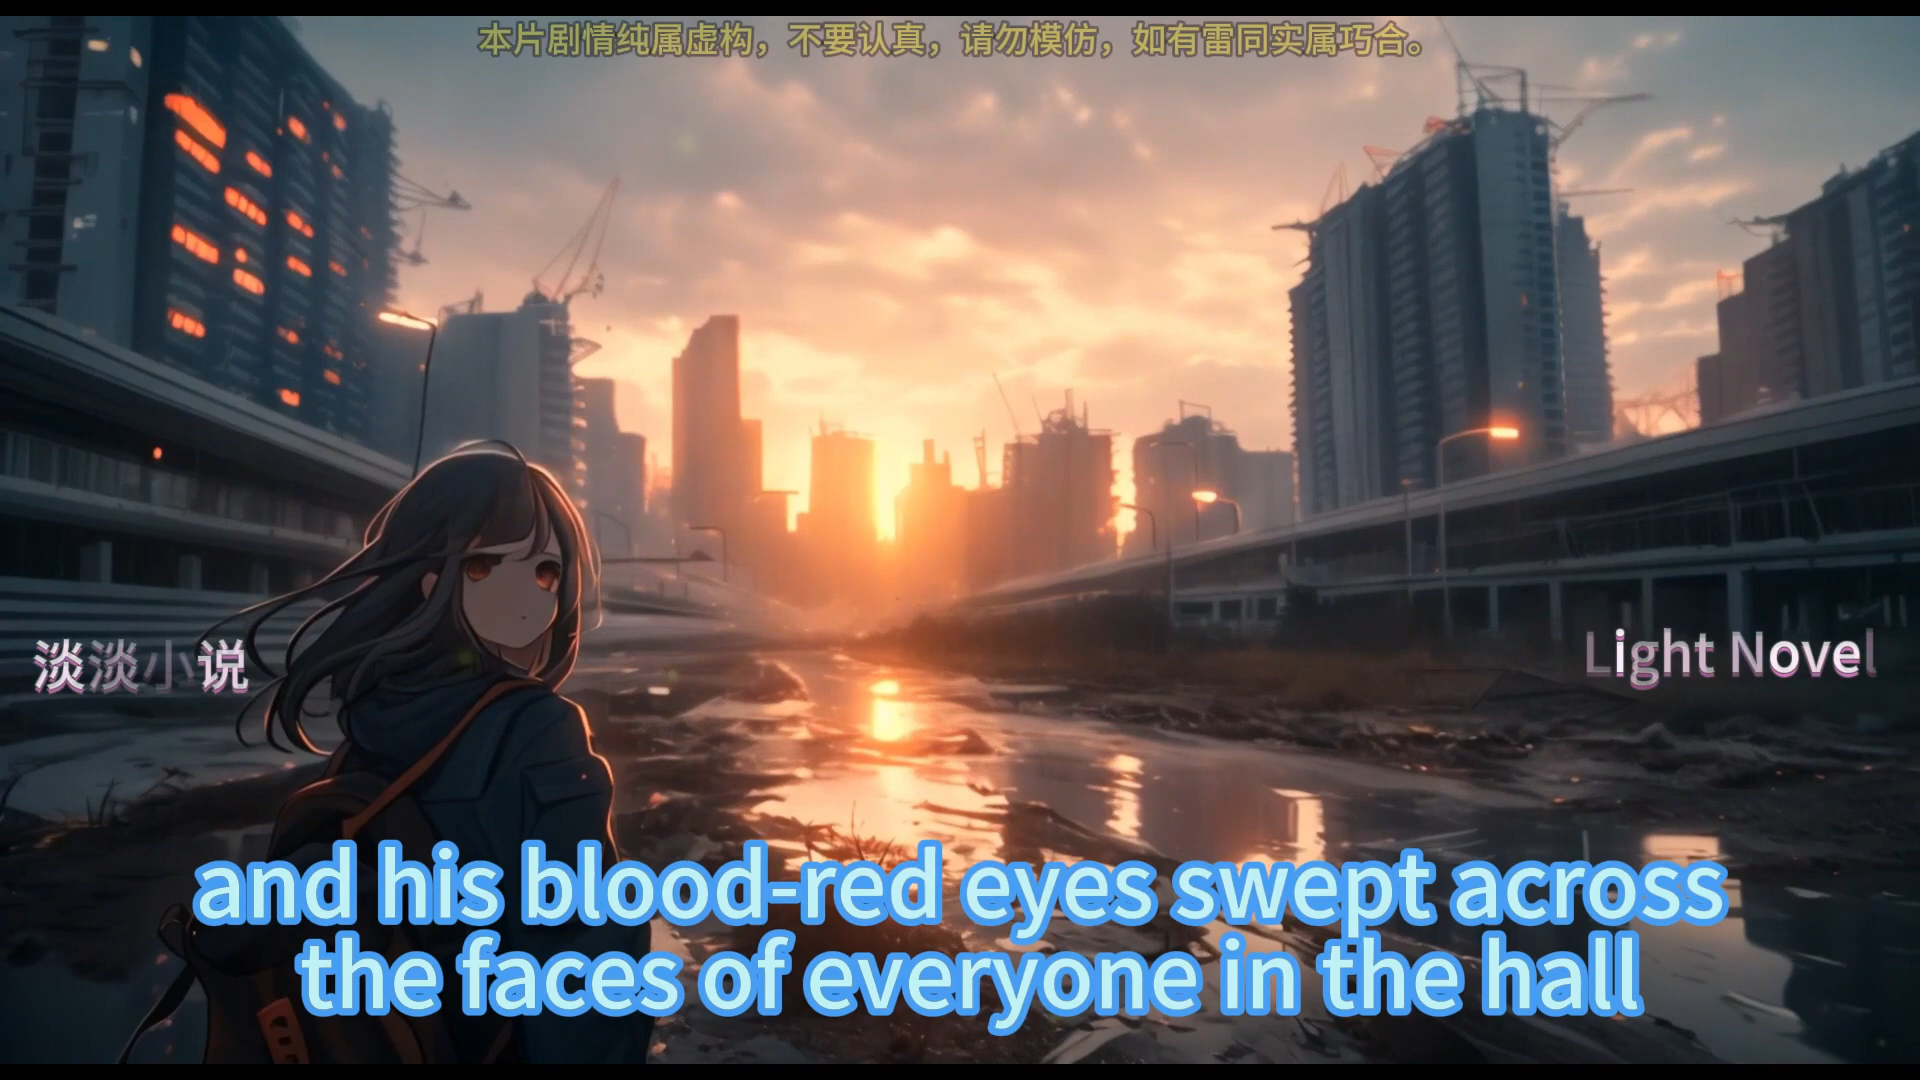 本片剧情纯属虚构，不要认真，请勿模仿，如有雷同实属巧合。
淡淡小说
Light Novel
and his blood-red eyes swept across
the faces of everyone in the hall